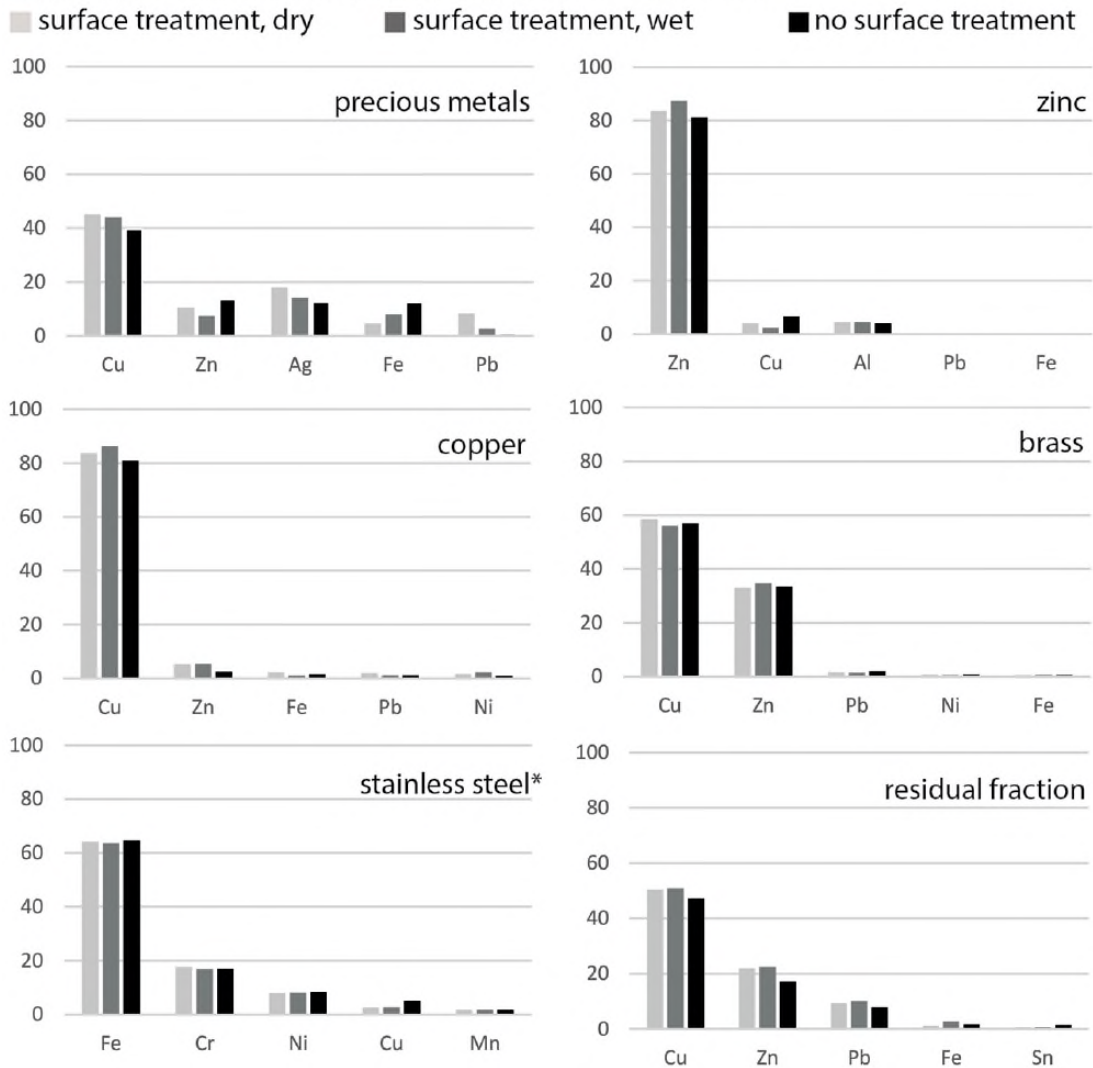 surface treatment, dry
surface treatment, wet
no surface treatment
precious metals
100
80
60
40
20
0
Cu Zn Ag Fe Pb
zinc
100
80
60
40
20
0
Zn Cu Al Pb Fe
copper
100
80
60
40
20
0
Cu Zn Fe Pb Ni
brass
100
80
60
40
20
0
Cu Zn Pb Ni Fe
stainless steel*
100
80
60
40
20
0
Fe Cr Ni Cu Mn
residual fraction
100
80
60
40
20
0
Cu Zn Pb Fe Sn